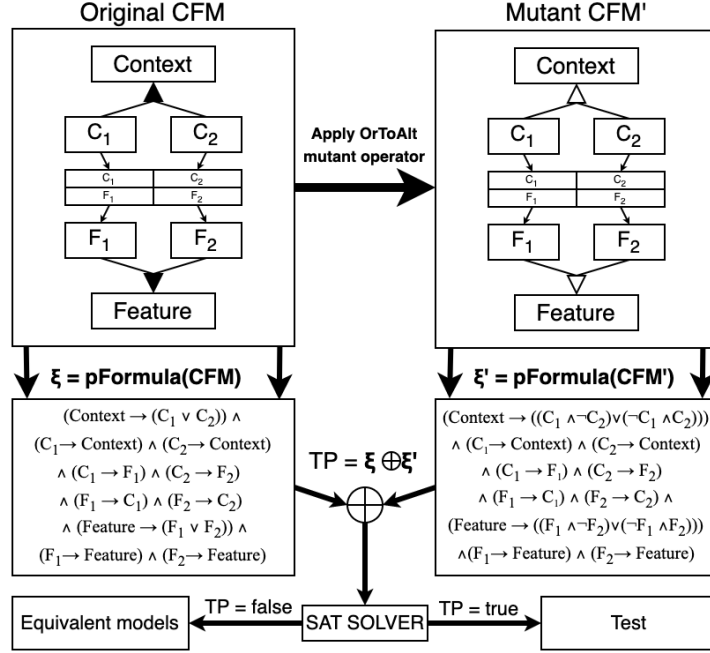 Original CFM
Mutant CFM'
Context
C₁
C₂
C₁ C₂
F₁ F₂
F₁
F₂
Feature
Apply OrToAlt
mutant operator
Context
C₁
C₂
C₁ C₂
F₁ F₂
F₁
F₂
Feature
ξ = pFormula(CFM)
ξ' = pFormula(CFM')
(Context → (C₁ ∨ C₂)) ∧
(C₁→ Context) ∧ (C₂→ Context)
∧ (C₁ → F₁) ∧ (C₂ → F₂)
∧ (F₁ → C₁) ∧ (F₂ → C₂)
∧ (Feature → (F₁ ∨ F₂)) ∧
(F₁→ Feature) ∧ (F₂→ Feature)
TP = ξ ⊕ξ'
(Context → ((C₁ ∧¬C₂)∨(¬C₁ ∧C₂)))
∧ (C₁→ Context) ∧ (C₂→ Context)
∧ (C₁ → F₁) ∧ (C₂ → F₂)
∧ (F₁ → C₁) ∧ (F₂ → C₂) ∧
(Feature → ((F₁ ∧¬F₂)∨(¬F₁ ∧F₂)))
∧(F₁→ Feature) ∧ (F₂→ Feature)
Equivalent models
TP = false
SAT SOLVER
TP = true
Test